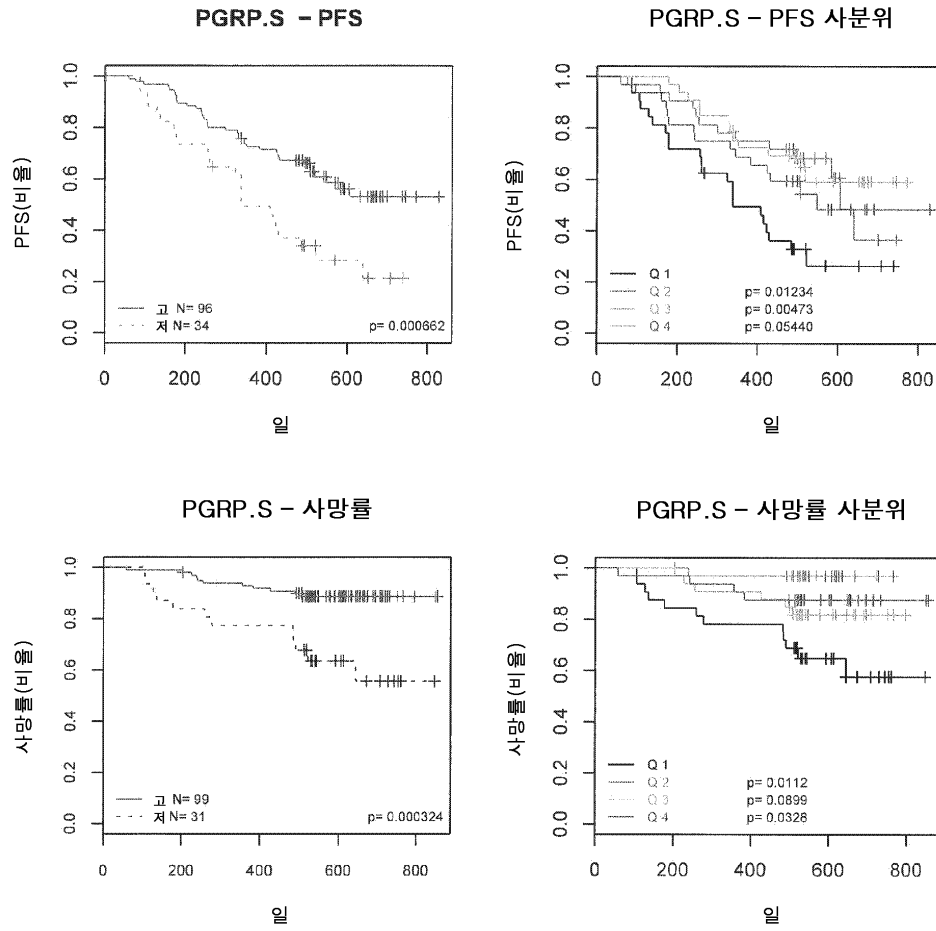 PGRP.S – PFS
PFS(비율)
1.0
0.8
0.6
0.4
0.2
0.0
고 N= 96
저 N= 34
p= 0.000662
0 200 400 600 800
일
PGRP.S – PFS 사분위
PFS(비율)
1.0
0.8
0.6
0.4
0.2
0.0
Q 1
Q 2 p= 0.01234
Q 3 p= 0.00473
Q 4 p= 0.05440
0 200 400 600 800
일
PGRP.S – 사망률
사망률(비율)
1.0
0.8
0.6
0.4
0.2
0.0
고 N= 99
저 N= 31
p= 0.000324
0 200 400 600 800
일
PGRP.S – 사망률 사분위
사망률(비율)
1.0
0.8
0.6
0.4
0.2
0.0
Q 1
Q 2 p= 0.0112
Q 3 p= 0.0899
Q 4 p= 0.0328
0 200 400 600 800
일